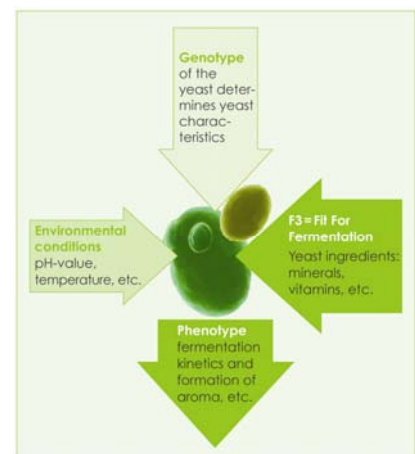 Genotype
of the
yeast deter-
mines yeast
charac-
teristics
Environmental
conditions
pH-value,
temperature, etc.
F3=Fit For
Fermentation
Yeast ingredients:
minerals,
vitamins, etc.
Phenotype
fermentation
kinetics and
formation of
aroma, etc.